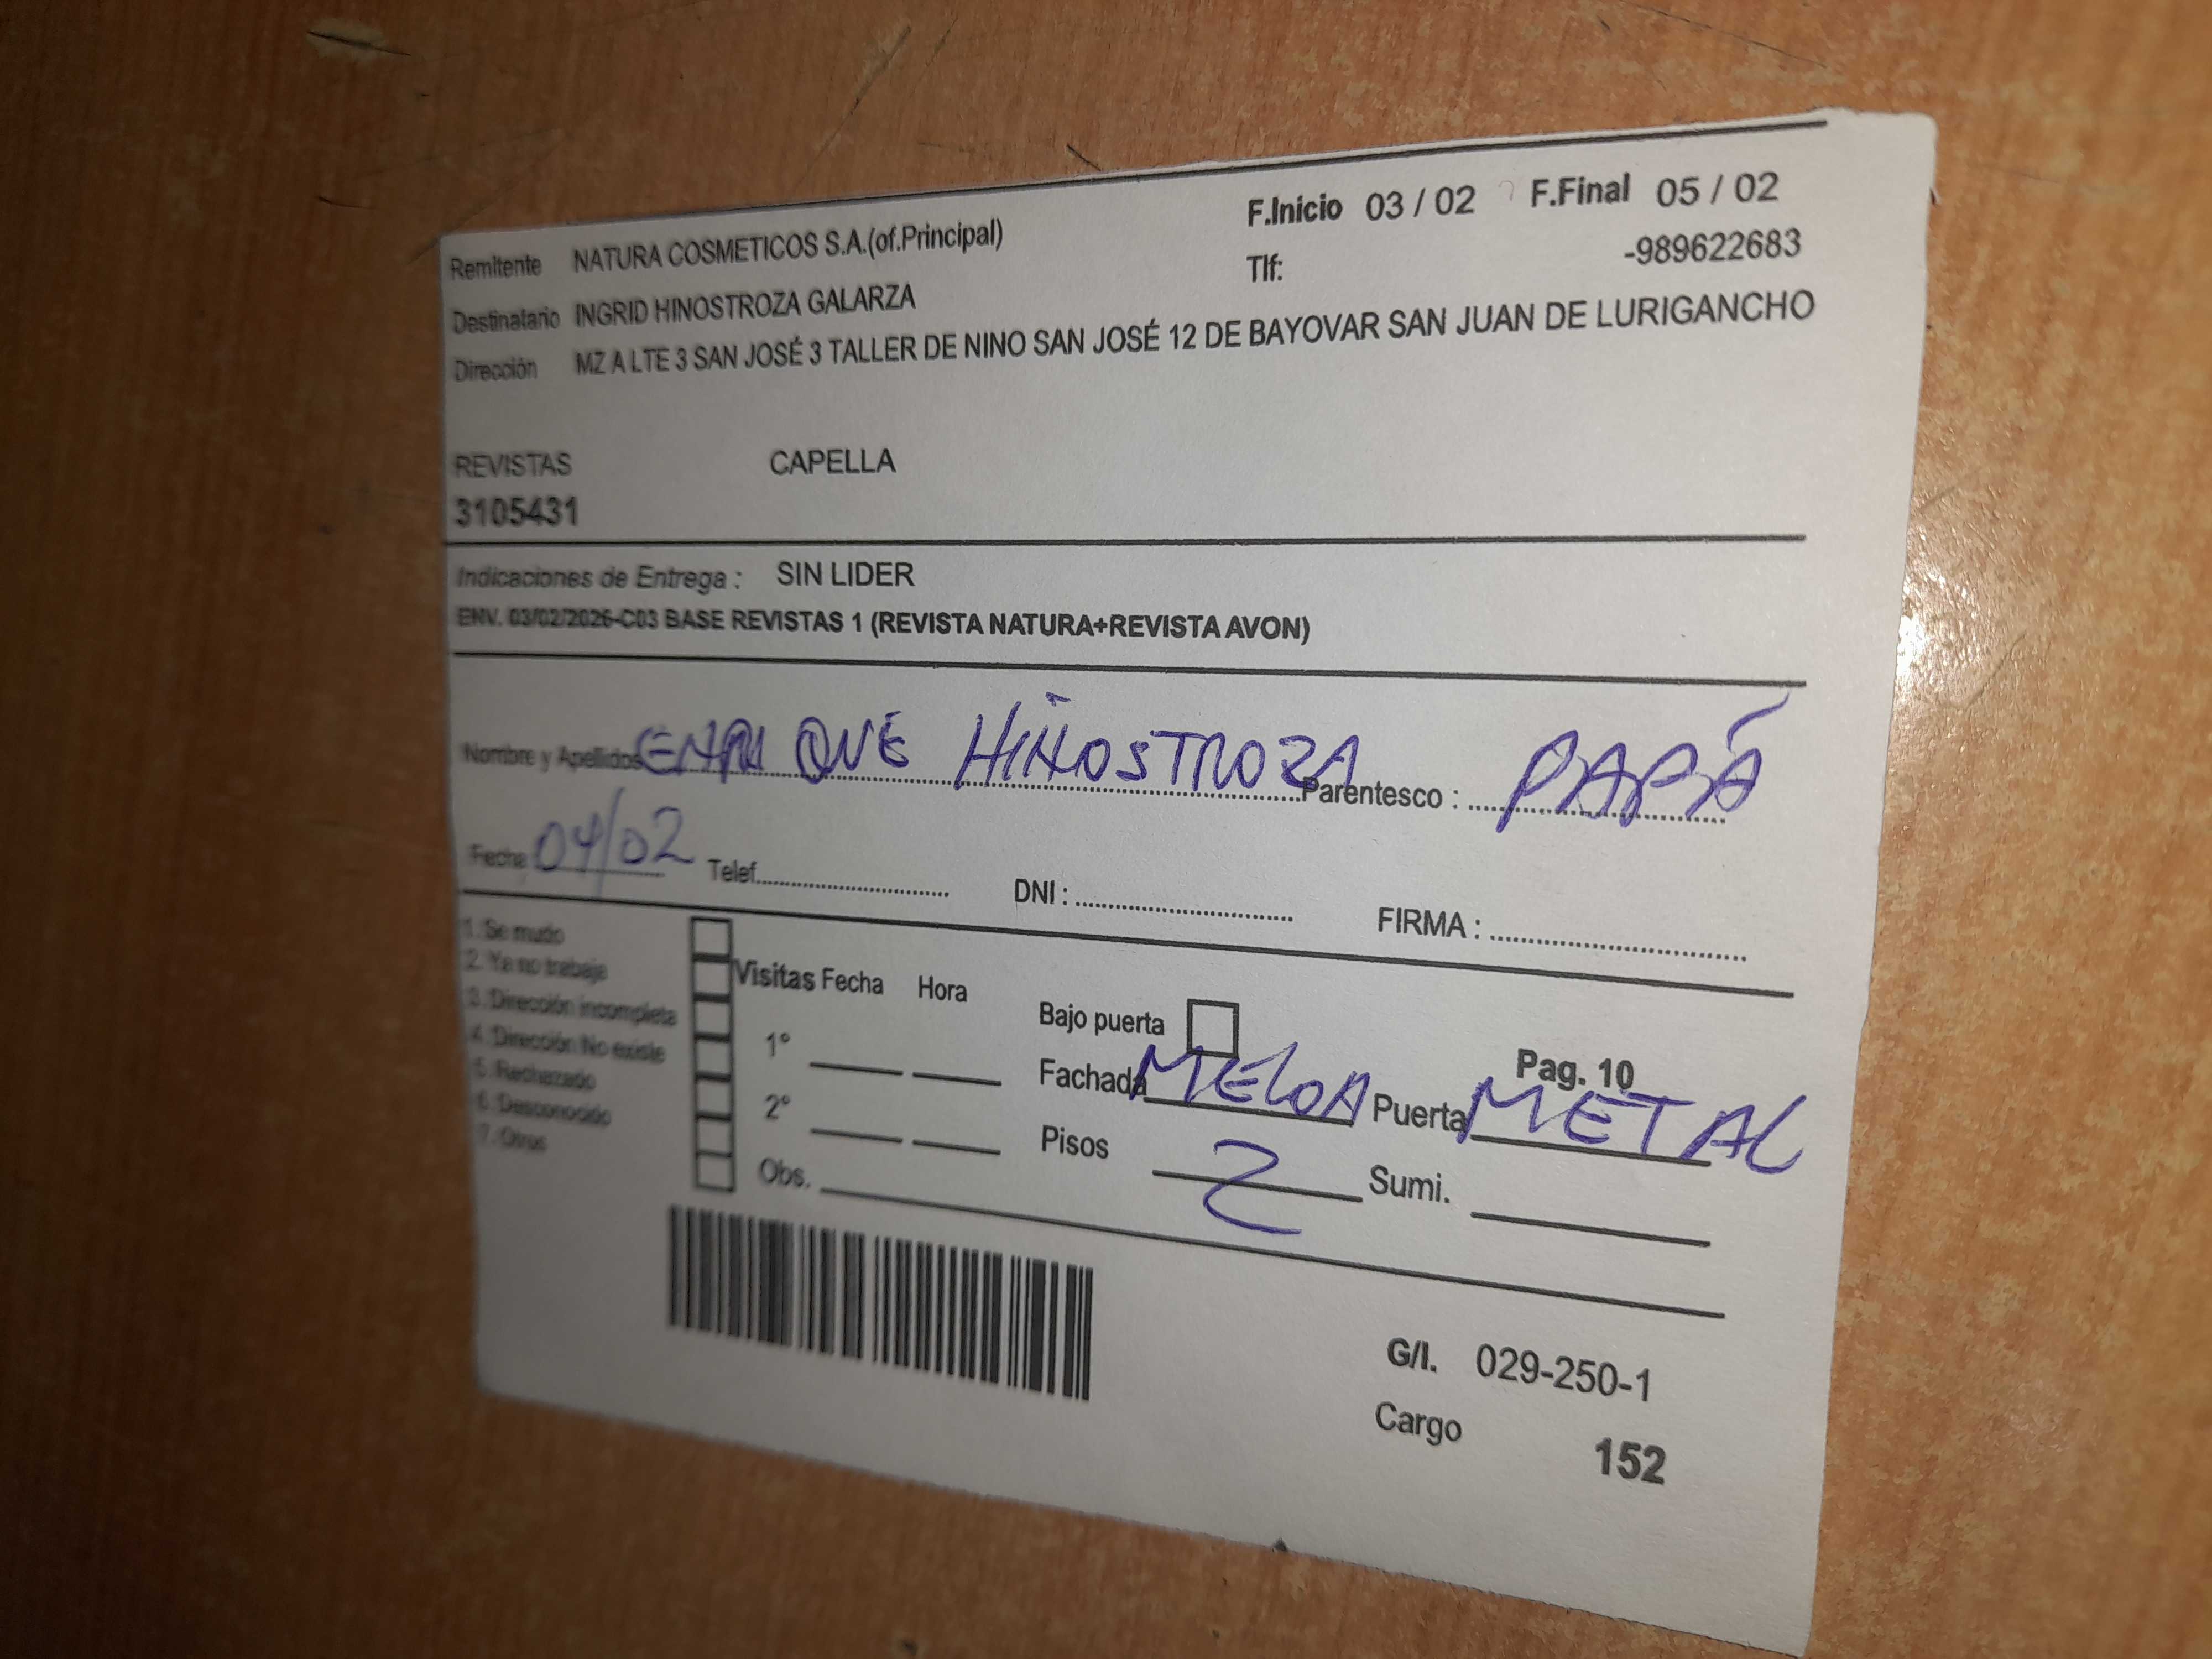 F.Inicio 03 / 02 F.Final 05 / 02
Remitente NATURA COSMETICOS S.A.(of.Principal)
Tlf: -989622683
Destinatario INGRID HINOSTROZA GALARZA
Dirección MZ A LTE 3 SAN JOSÉ 3 TALLER DE NINO SAN JOSÉ 12 DE BAYOVAR SAN JUAN DE LURIGANCHO
REVISTAS CAPELLA
3105431
Indicaciones de Entrega : SIN LIDER
ENV. 03/02/2026-C03 BASE REVISTAS 1 (REVISTA NATURA+REVISTA AVON)
Nombre y Apellidos ENRI QUE HIÑOSTROZA Parentesco : PAPÁ
Fecha 04/02 Telef. DNI : FIRMA :
1. Se mudo
2. Ya no trabaja
3. Dirección incompleta
4. Dirección No existe
5. Rechazado
6. Desconocido
7. Otros
Visitas Fecha Hora
1°
2°
Obs.
Bajo puerta Pag. 10
Fachada Puerta METAL
Pisos 2 Sumi.
G/I. 029-250-1
Cargo 152